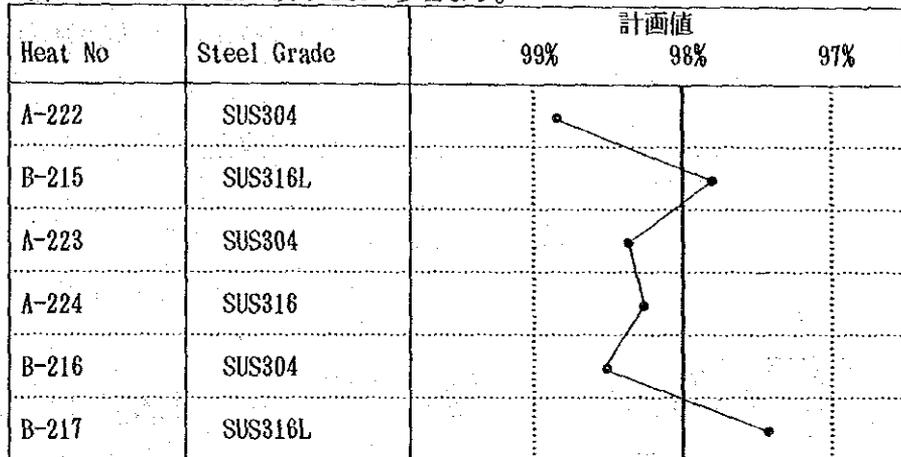 計画値
Heat No Steel Grade 99% 98% 97%
A-222 SUS304
B-215 SUS316L
A-223 SUS304
A-224 SUS316
B-216 SUS304
B-217 SUS316L